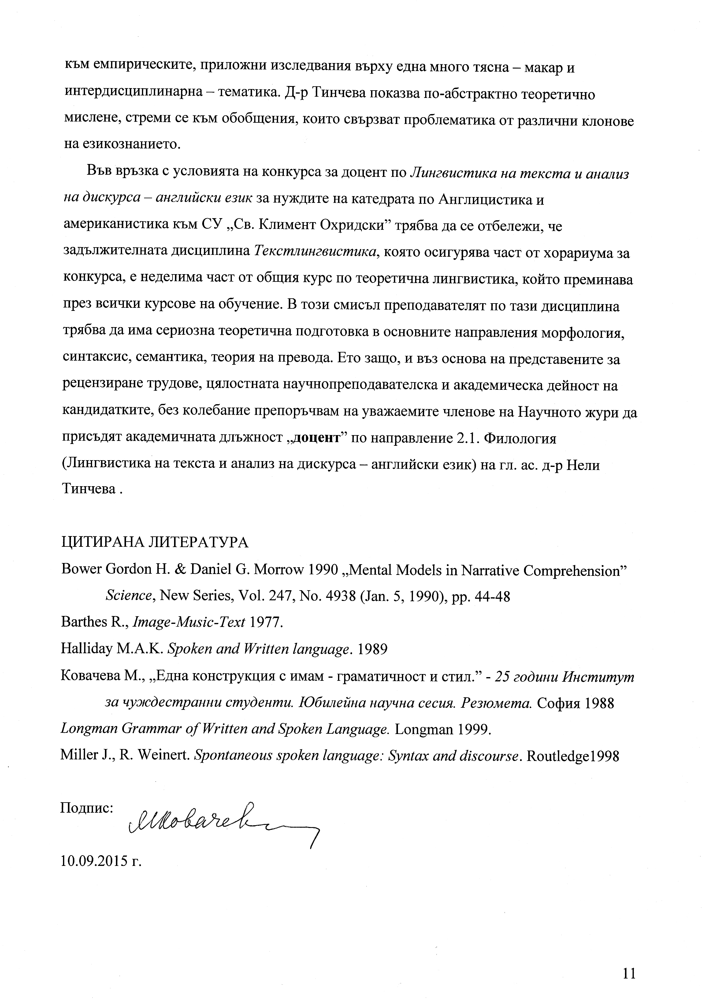 към емпирическите, приложни изследвания върху една много тясна – макар и
интердисциплинарна – тематика. Д-р Тинчева показва по-абстрактно теоретично
мислене, стреми се към обобщения, които свързват проблематика от различни клонове
на езикознанието.
Във връзка с условията на конкурса за доцент по Лингвистика на текста и анализ
на дискурса – английски език за нуждите на катедрата по Англицистика и
американистика към СУ „Св. Климент Охридски” трябва да се отбележи, че
задължителната дисциплина Текстлингвистика, която осигурява част от хорариума за
конкурса, е неделима част от общия курс по теоретична лингвистика, който преминава
през всички курсове на обучение. В този смисъл преподавателят по тази дисциплина
трябва да има сериозна теоретична подготовка в основните направления морфология,
синтаксис, семантика, теория на превода. Ето защо, и въз основа на представените за
рецензиране трудове, цялостната научнопреподавателска и академическа дейност на
кандидатките, без колебание препоръчвам на уважаемите членове на Научното жури да
присъдят академичната длъжност „доцент” по направление 2.1. Филология
(Лингвистика на текста и анализ на дискурса – английски език) на гл. ас. д-р Нели
Тинчева .
ЦИТИРАНА ЛИТЕРАТУРА
Bower Gordon H. & Daniel G. Morrow 1990 „Mental Models in Narrative Comprehension”
Science, New Series, Vol. 247, No. 4938 (Jan. 5, 1990), pp. 44-48
Barthes R., Image-Music-Text 1977.
Halliday M.A.K. Spoken and Written language. 1989
Ковачева М., „Една конструкция с имам - граматичност и стил.” - 25 години Институт
за чуждестранни студенти. Юбилейна научна сесия. Резюмета. София 1988
Longman Grammar of Written and Spoken Language. Longman 1999.
Miller J., R. Weinert. Spontaneous spoken language: Syntax and discourse. Routledge1998
Подпис:
10.09.2015 г.
11